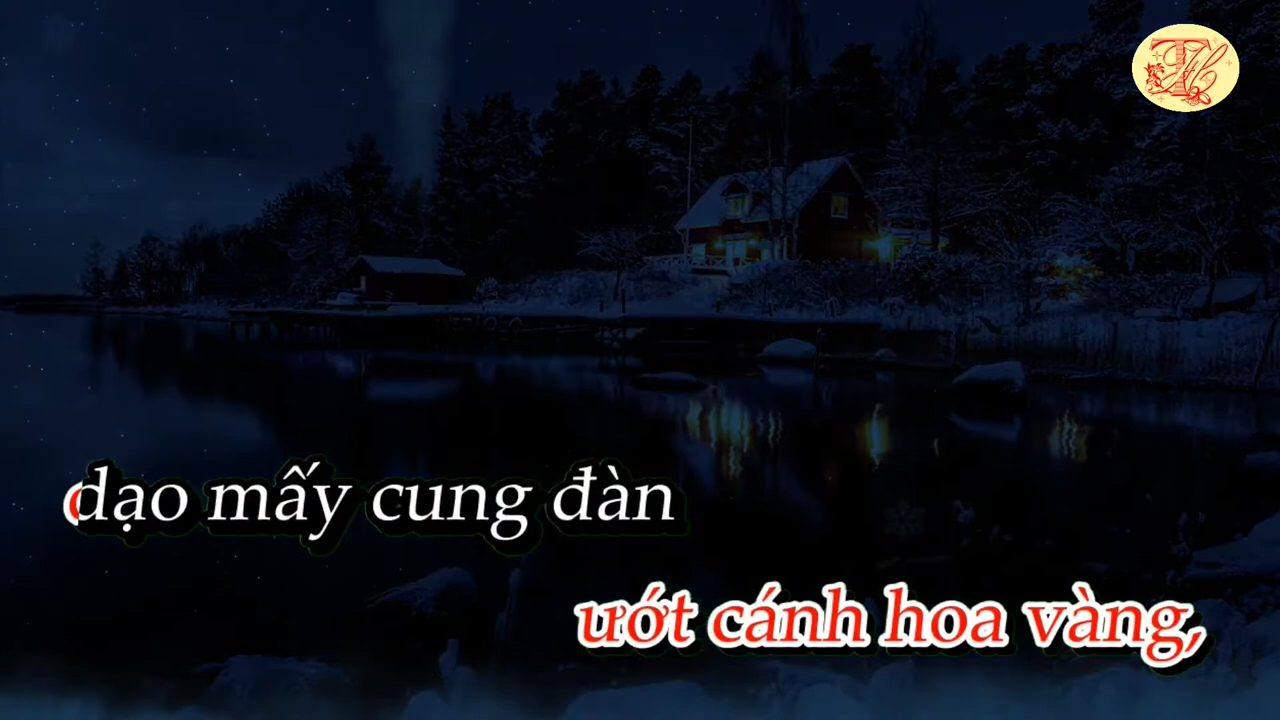 dạo mấy cung đàn
ướt cánh hoa vàng,